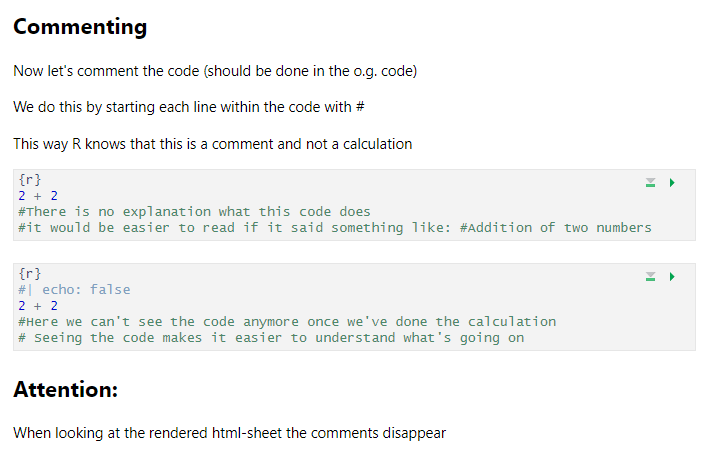 Commenting
Now let's comment the code (should be done in the o.g. code)
We do this by starting each line within the code with #
This way R knows that this is a comment and not a calculation
{r}
2 + 2
#There is no explanation what this code does
#it would be easier to read if it said something like: #Addition of two numbers
{r}
#| echo: false
2 + 2
#Here we can't see the code anymore once we've done the calculation
# Seeing the code makes it easier to understand what's going on
Attention:
When looking at the rendered html-sheet the comments disappear